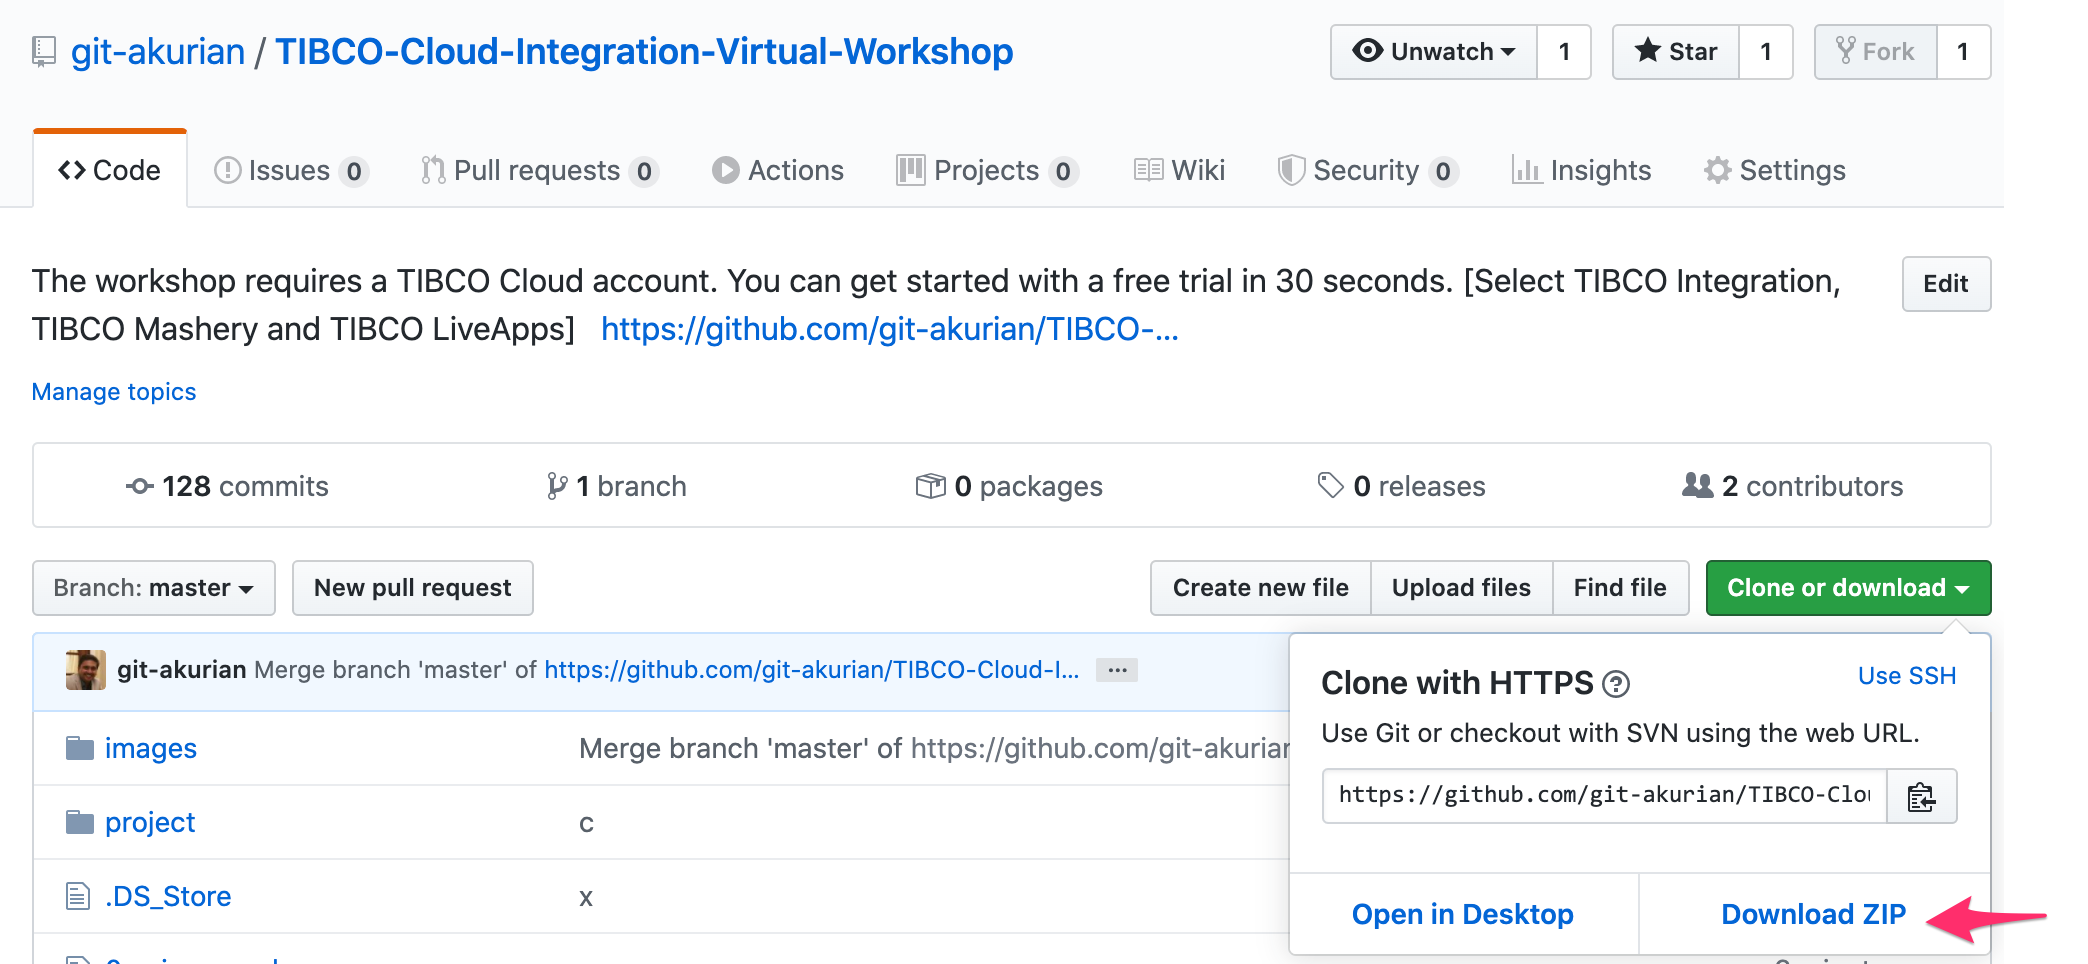 git-akurian / TIBCO-Cloud-Integration-Virtual-Workshop
Unwatch 1 Star 1 Fork 1
Code Issues 0 Pull requests 0 Actions Projects 0 Wiki Security 0 Insights Settings
The workshop requires a TIBCO Cloud account. You can get started with a free trial in 30 seconds. [Select TIBCO Integration,
TIBCO Mashery and TIBCO LiveApps] https://github.com/git-akurian/TIBCO-...
Edit
Manage topics
128 commits 1 branch 0 packages 0 releases 2 contributors
Branch: master New pull request Create new file Upload files Find file Clone or download
git-akurian Merge branch 'master' of https://github.com/git-akurian/TIBCO-Cloud-I... ...
images Merge branch 'master' of https://github.com/git-akurian
project c
.DS_Store x
Clone with HTTPS ? Use SSH
Use Git or checkout with SVN using the web URL.
https://github.com/git-akurian/TIBCO-Clou
Open in Desktop Download ZIP